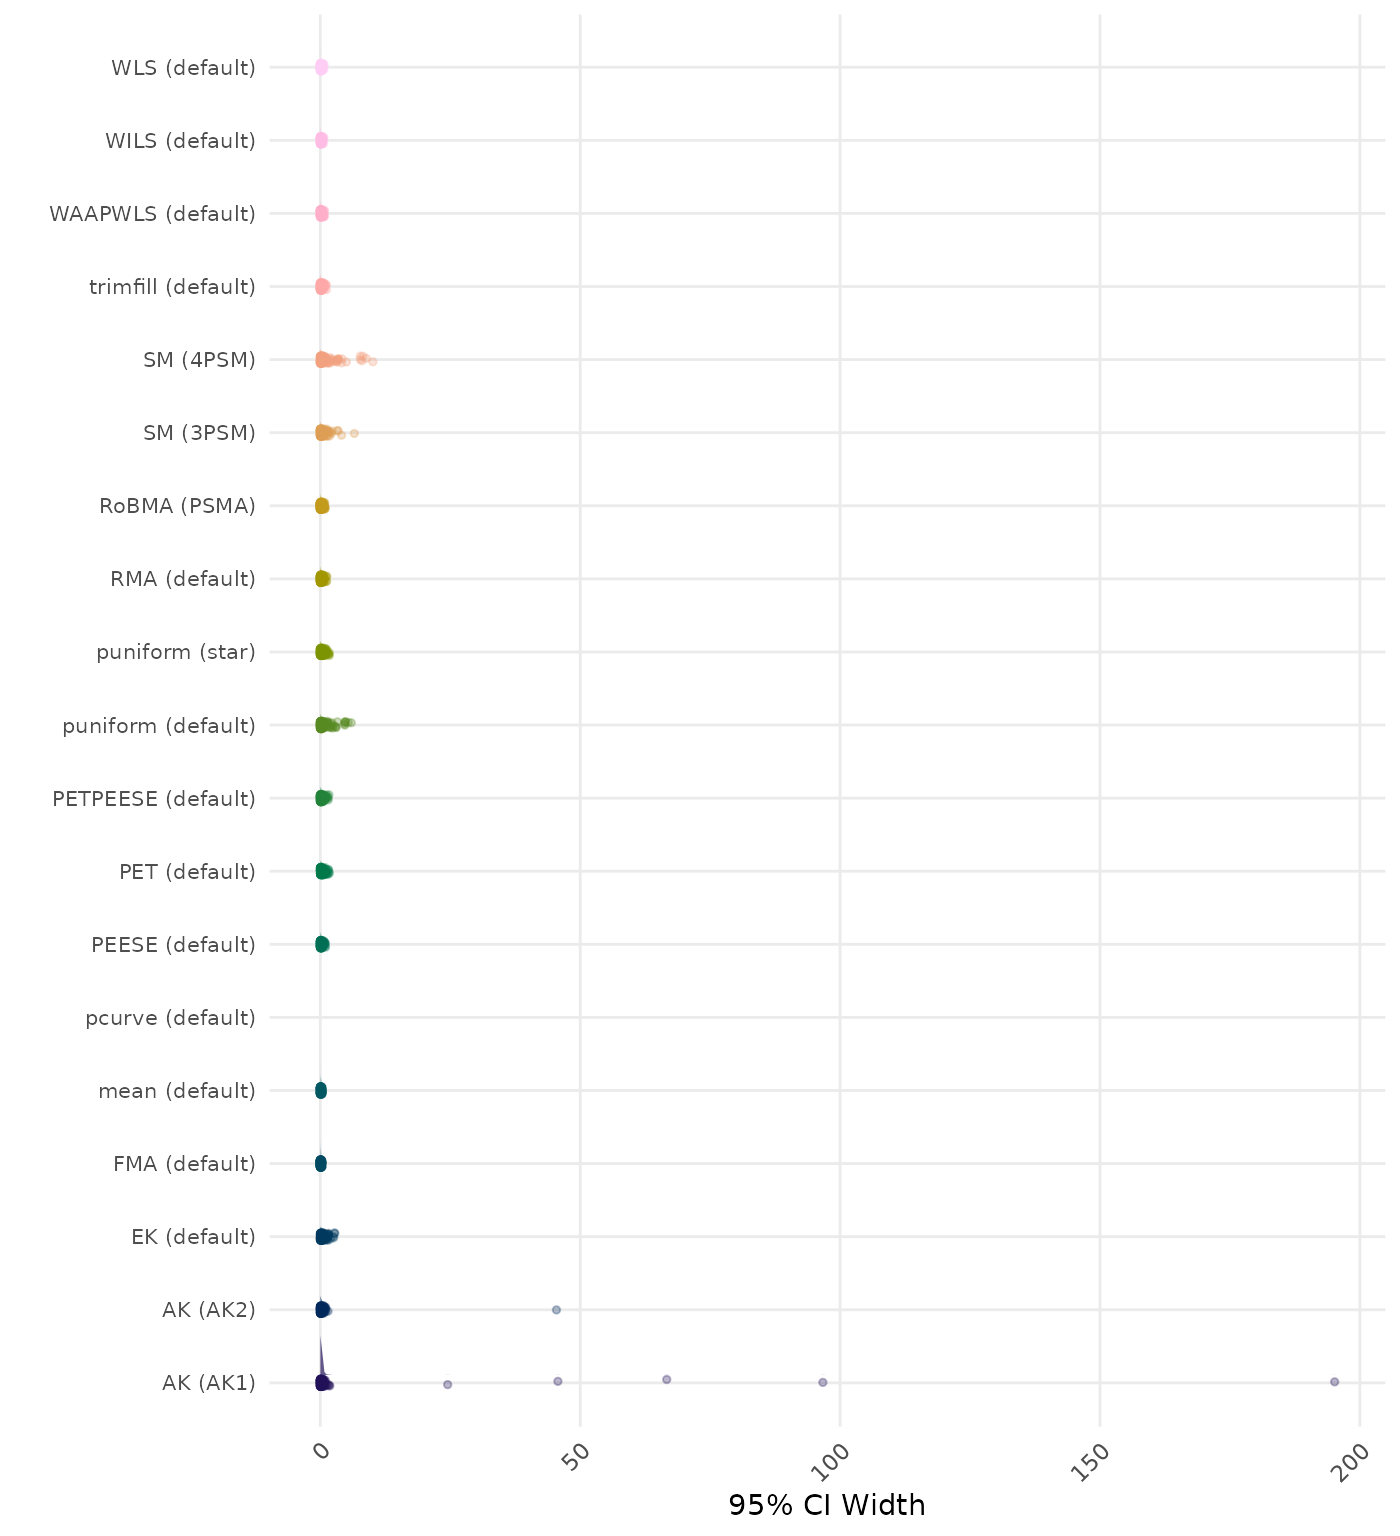 WLS (default)
WILS (default)
WAAPWLS (default)
trimfill (default)
SM (4PSM)
SM (3PSM)
RoBMA (PSMA)
RMA (default)
puniform (star)
puniform (default)
PETPEESE (default)
PET (default)
PEESE (default)
pcurve (default)
mean (default)
FMA (default)
EK (default)
AK (AK2)
AK (AK1)
0
50
100
150
200
95% CI Width